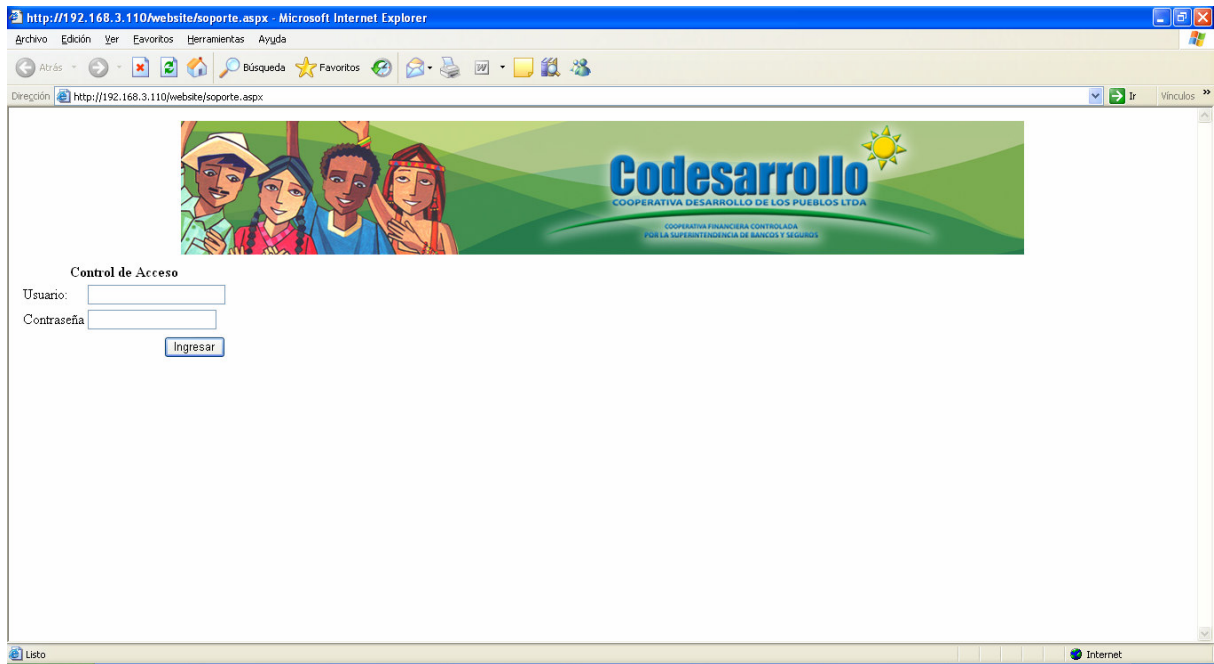 http://192.168.3.110/website/soporte.aspx - Microsoft Internet Explorer
Archivo Edición Ver Favoritos Herramientas Ayuda
Atrás Búsqueda Favoritos
Dirección http://192.168.3.110/website/soporte.aspx Ir Vínculos »
Codesarrollo
COOPERATIVA DESARROLLO DE LOS PUEBLOS LTDA
COOPERATIVA FINANCIERA CONTROLADA
POR LA SUPERINTENDENCIA DE BANCOS Y SEGUROS
Control de Acceso
Usuario:
Contraseña
Ingresar
Listo Internet